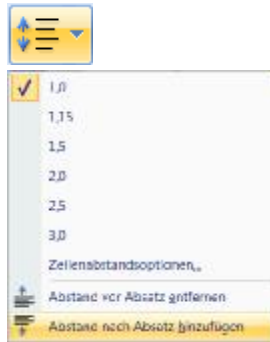 1,0
1,15
1,5
2,0
2,5
3,0
Zeilenabstandsoptionen...
Abstand vor Absatz entfernen
Abstand nach Absatz hinzufügen